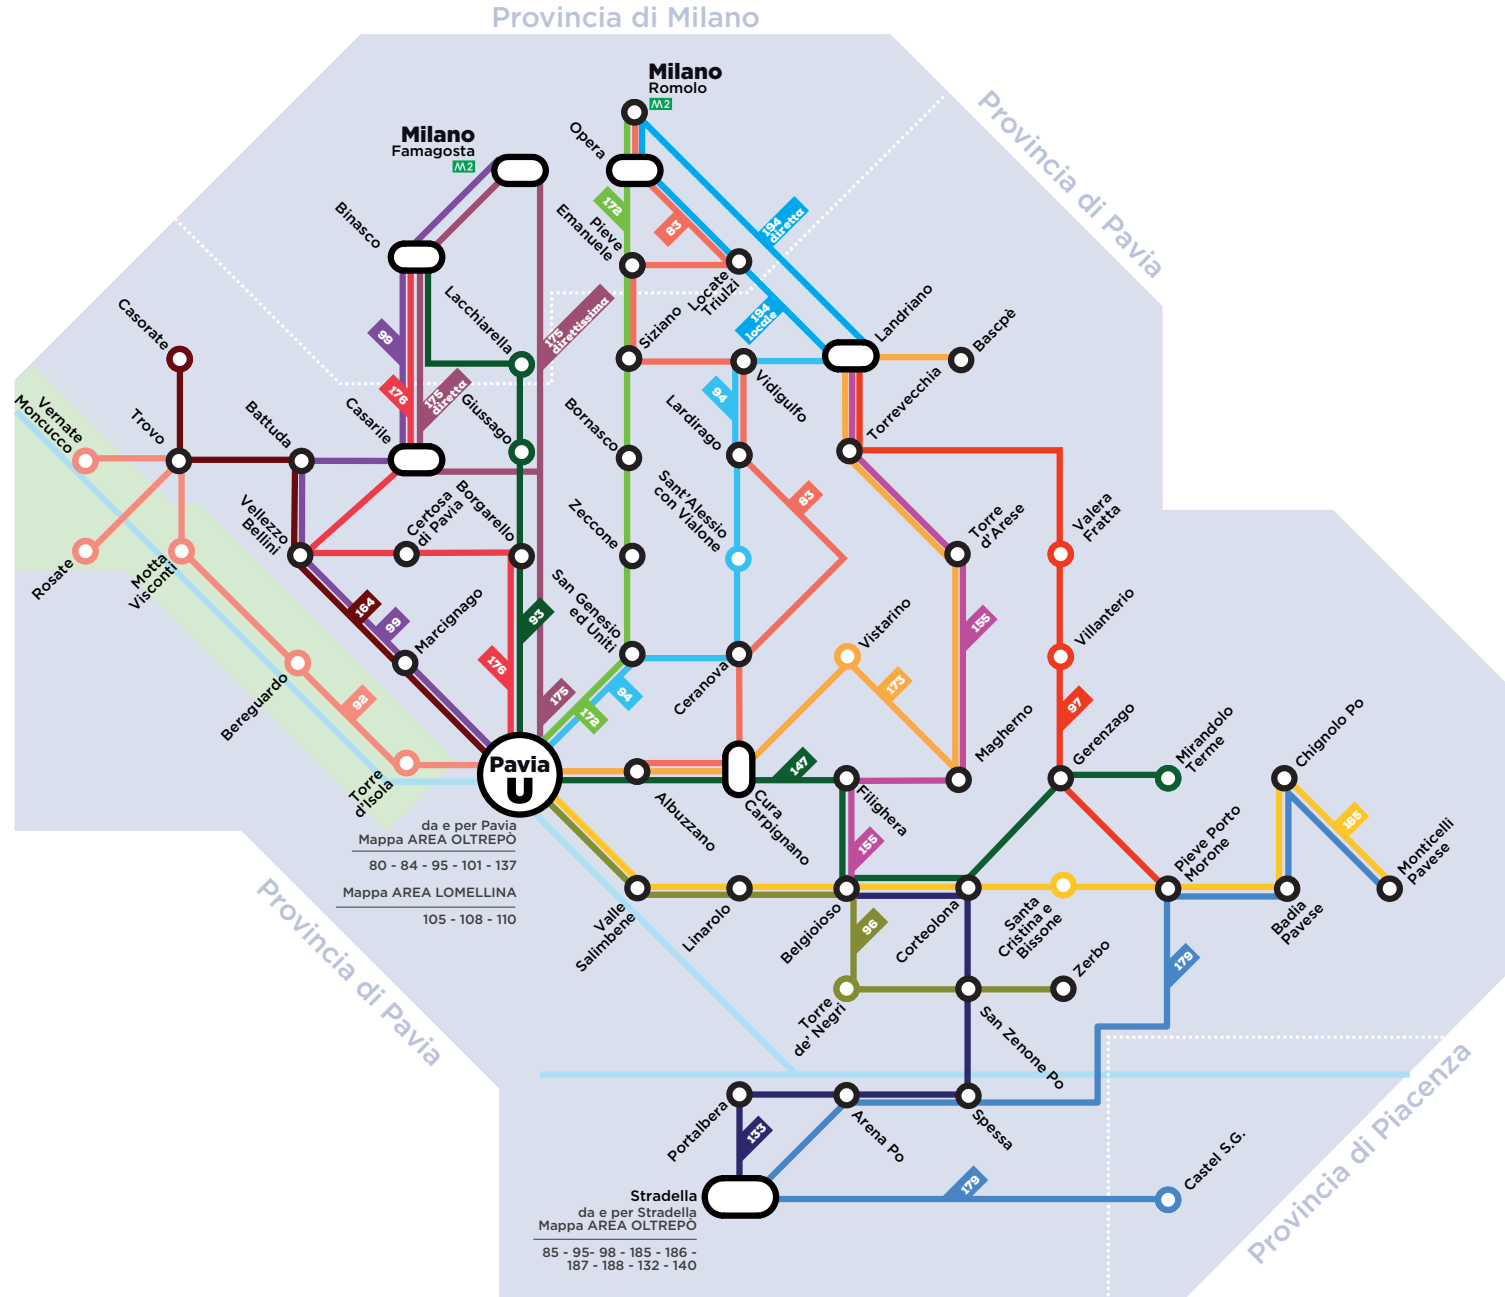 Provincia di Milano
Milano
Romolo
M2
Milano
Famagosta
M2
Opera
Provincia di Pavia
Binasco
172
Pieve
Emanuele
83
194
diretta
Locate
Triulzi
194
locale
Lacchiarella
175
direttissima
Siziano
Landriano
Bascpè
Casorate
99
176
175
diretta
Casarile
Giussago
Bornasco
94
Lardirago
Vidigulfo
Torrevecchia
Vernate
Moncucco
Trovo
Battuda
Vellezzo
Bellini
Certosa
di Pavia
Borgarello
Zeccone
Sant'Alessio
con Vialone
83
Torre
d'Arese
Valera
Fratta
Rosate
Motta
Visconti
164
99
Marcignago
93
San Genesio
ed Uniti
Vistarino
155
Villanterio
Bereguardo
92
176
175
172
94
Ceranova
173
97
Magherno
Gerenzago
Mirandolo
Terme
Chignolo Po
Torre
d'Isola
Pavia
U
147
Albuzzano
Cura
Carpignano
Filighera
155
Pieve Porto
Morone
165
Monticelli
Pavese
da e per Pavia
Mappa AREA OLTREPÒ
80 - 84 - 95 - 101 - 137
Mappa AREA LOMELLINA
105 - 108 - 110
Provincia di Pavia
Valle
Salimbene
Linarolo
Belgioioso
96
Corteolona
Santa
Cristina e
Bissone
Badia
Pavese
Zerbo
179
Torre
de' Negri
San Zenone Po
Portalbera
133
Arena Po
Spessa
Stradella
da e per Stradella
Mappa AREA OLTREPÒ
85 - 95- 98 - 185 - 186 -
187 - 188 - 132 - 140
179
Castel S.G.
Provincia di Piacenza